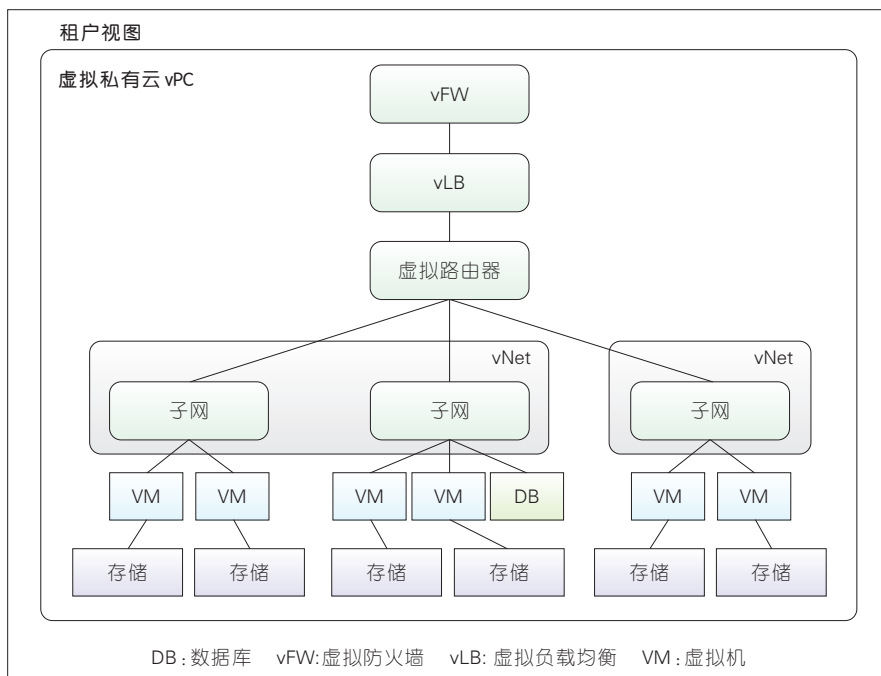 租户视图
虚拟私有云 vPC
vFW
vLB
虚拟路由器
vNet
vNet
子网
子网
子网
VM
VM
VM
VM
DB
VM
VM
存储
存储
存储
存储
存储
存储
DB：数据库 vFW:虚拟防火墙 vLB: 虚拟负载均衡 VM：虚拟机